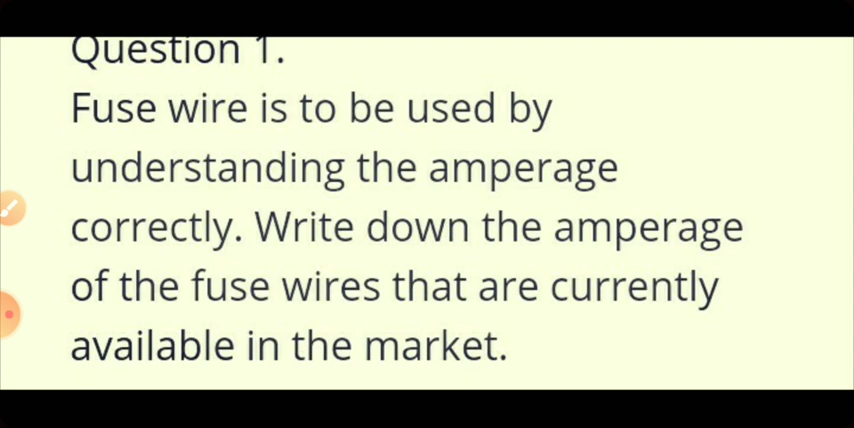 Question 1.
Fuse wire is to be used by
understanding the amperage
correctly. Write down the amperage
of the fuse wires that are currently
available in the market.